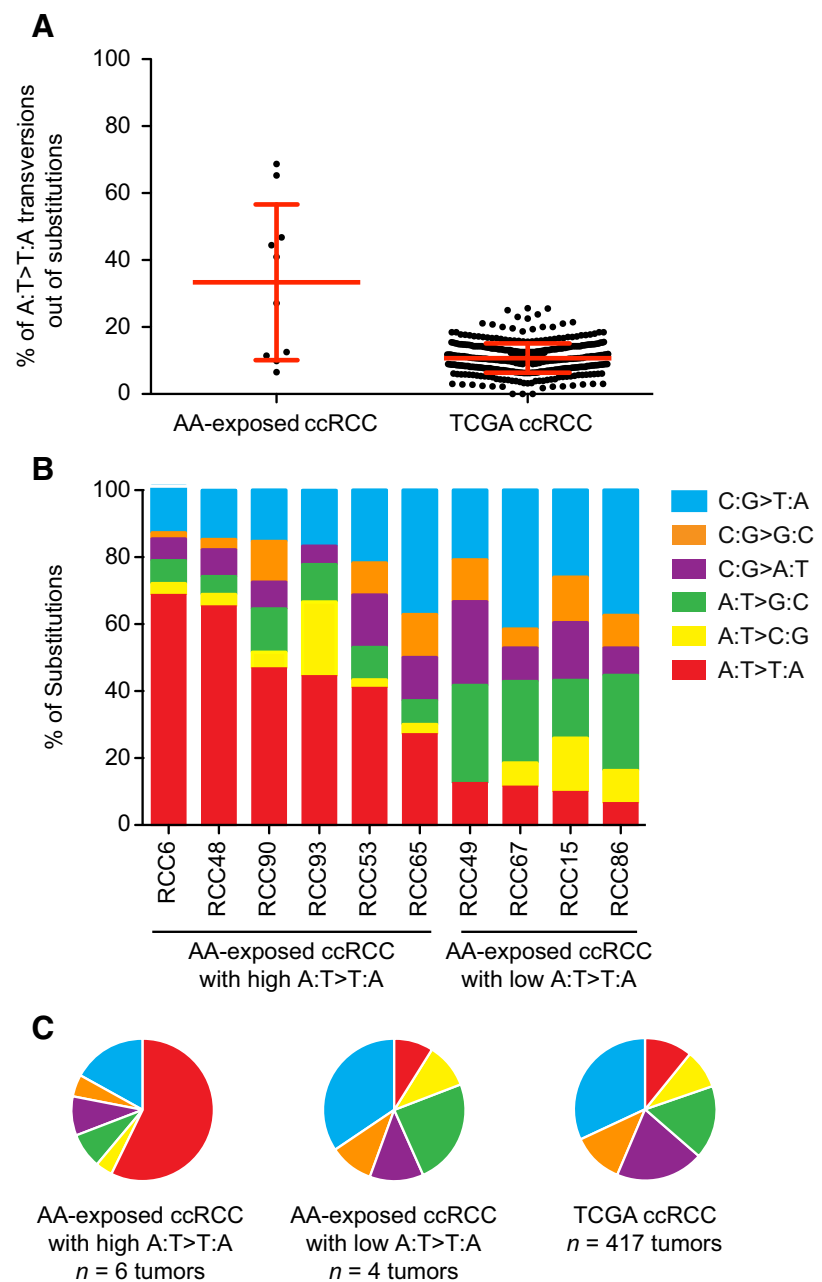 A
% of A:T>T:A transversions
out of substitutions
100
80
60
40
20
0
AA-exposed ccRCC
TCGA ccRCC
B
% of Substitutions
100
80
60
40
20
0
C:G>T:A
C:G>G:C
C:G>A:T
A:T>G:C
A:T>C:G
A:T>T:A
RCC6
RCC48
RCC90
RCC93
RCC53
RCC65
RCC49
RCC67
RCC15
RCC86
AA-exposed ccRCC
with high A:T>T:A
AA-exposed ccRCC
with low A:T>T:A
C
AA-exposed ccRCC
with high A:T>T:A
n = 6 tumors
AA-exposed ccRCC
with low A:T>T:A
n = 4 tumors
TCGA ccRCC
n = 417 tumors